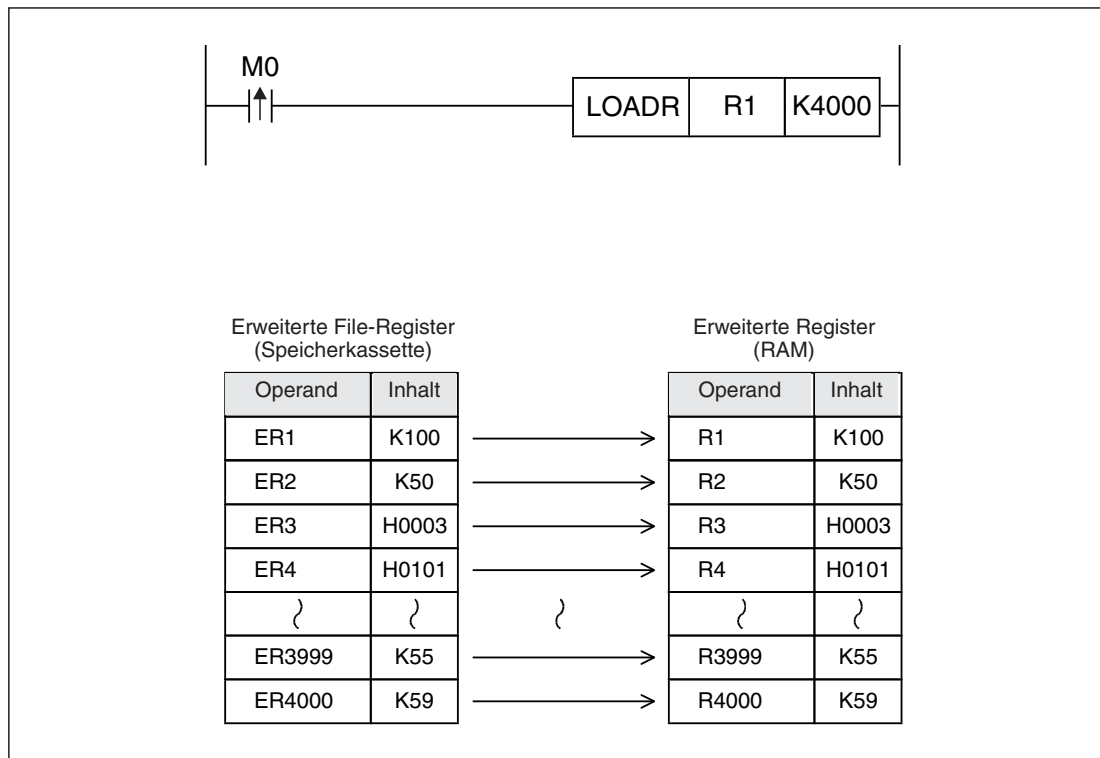 M0
LOADR R1 K4000
Erweiterte File-Register
(Speicherkassette)
Erweiterte Register
(RAM)
Operand Inhalt Operand Inhalt
ER1 K100 R1 K100
ER2 K50 R2 K50
ER3 H0003 R3 H0003
ER4 H0101 R4 H0101
ER3999 K55 R3999 K55
ER4000 K59 R4000 K59